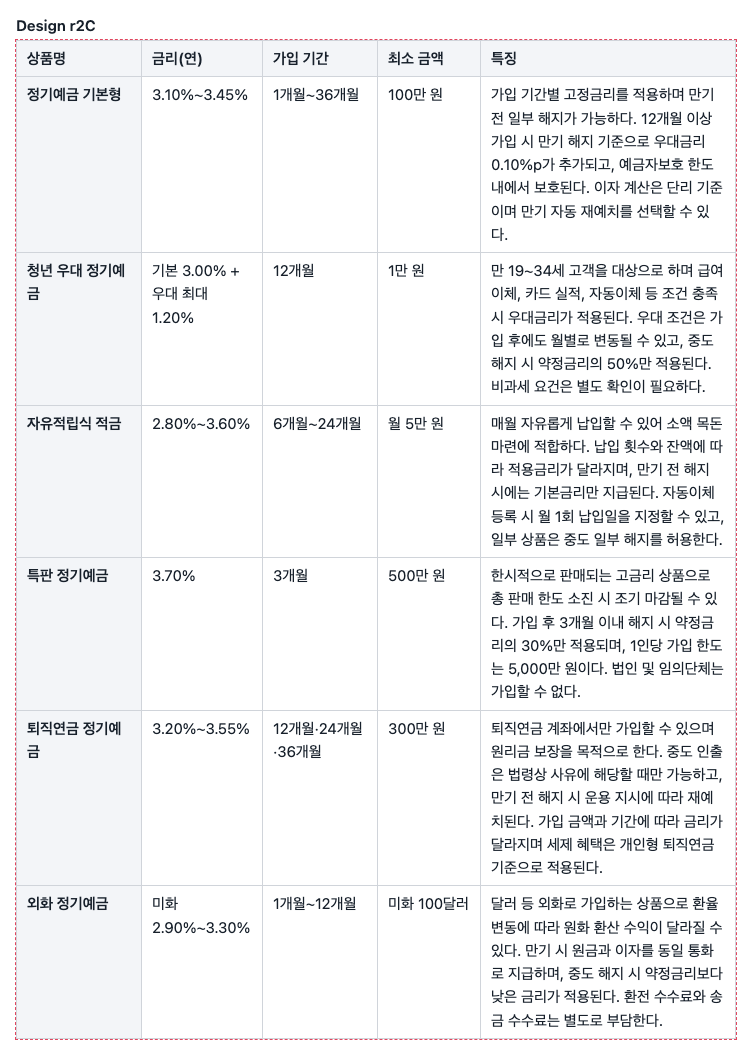 Design r2C
상품명 금리(연) 가입 기간 최소 금액 특징
정기예금 기본형 3.10%~3.45% 1개월~36개월 100만 원 가입 기간별 고정금리를 적용하며 만기
전 일부 해지가 가능하다. 12개월 이상
가입 시 만기 해지 기준으로 우대금리
0.10%p가 추가되고, 예금자보호 한도
내에서 보호된다. 이자 계산은 단리 기준
이며 만기 자동 재예치를 선택할 수 있
다.
청년 우대 정기예 기본 3.00% + 12개월 1만 원 만 19~34세 고객을 대상으로 하며 급여
금 우대 최대 이체, 카드 실적, 자동이체 등 조건 충족
1.20% 시 우대금리가 적용된다. 우대 조건은 가
입 후에도 월별로 변동될 수 있고, 중도
해지 시 약정금리의 50%만 적용된다.
비과세 요건은 별도 확인이 필요하다.
자유적립식 적금 2.80%~3.60% 6개월~24개월 월 5만 원 매월 자유롭게 납입할 수 있어 소액 목돈
마련에 적합하다. 납입 횟수와 잔액에 따
라 적용금리가 달라지며, 만기 전 해지
시에는 기본금리만 지급된다. 자동이체
등록 시 월 1회 납입일을 지정할 수 있고,
일부 상품은 중도 일부 해지를 허용한다.
특판 정기예금 3.70% 3개월 500만 원 한시적으로 판매되는 고금리 상품으로
총 판매 한도 소진 시 조기 마감될 수 있
다. 가입 후 3개월 이내 해지 시 약정금
리의 30%만 적용되며, 1인당 가입 한도
는 5,000만 원이다. 법인 및 임의단체는
가입할 수 없다.
퇴직연금 정기예 3.20%~3.55% 12개월·24개월 300만 원 퇴직연금 계좌에서만 가입할 수 있으며
금 ·36개월 원리금 보장을 목적으로 한다. 중도 인출
은 법령상 사유에 해당할 때만 가능하고,
만기 전 해지 시 운용 지시에 따라 재예
치된다. 가입 금액과 기간에 따라 금리가
달라지며 세제 혜택은 개인형 퇴직연금
기준으로 적용된다.
외화 정기예금 미화 1개월~12개월 미화 100달러 달러 등 외화로 가입하는 상품으로 환율
2.90%~3.30% 변동에 따라 원화 환산 수익이 달라질 수
있다. 만기 시 원금과 이자를 동일 통화
로 지급하며, 중도 해지 시 약정금리보다
낮은 금리가 적용된다. 환전 수수료와 송
금 수수료는 별도로 부담한다.